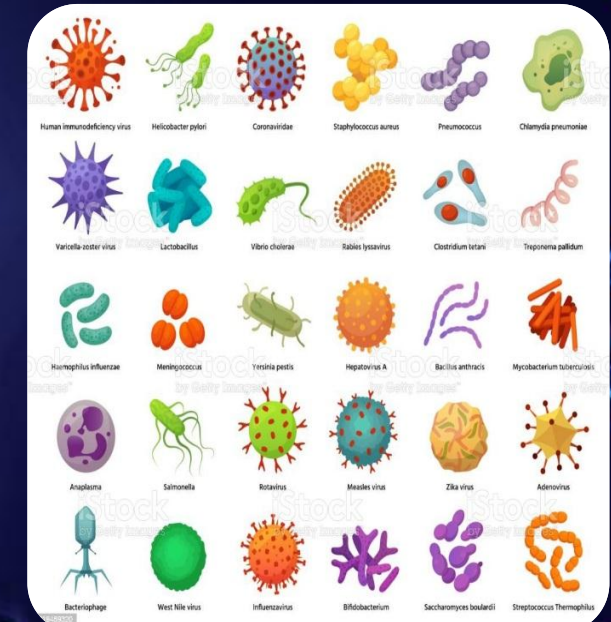 Human immunodeficiency virus Helicobacter pylori Coronaviridae Staphylococcus aureus Pneumococcus Chlamydia pneumoniae
Varicella-zoster virus Lactobacillus Vibrio cholerae Rabies lyssavirus Clostridium tetani Treponema pallidum
Haemophilus influenzae Meningococcus Yersinia pestis Hepatovirus A Bacillus anthracis Mycobacterium tuberculosis
Anaplasma Salmonella Rotavirus Measles virus Zika virus Adenovirus
Bacteriophage West Nile virus Influenzavirus Bifidobacterium Saccharomyces boulardii Streptococcus Thermophilus